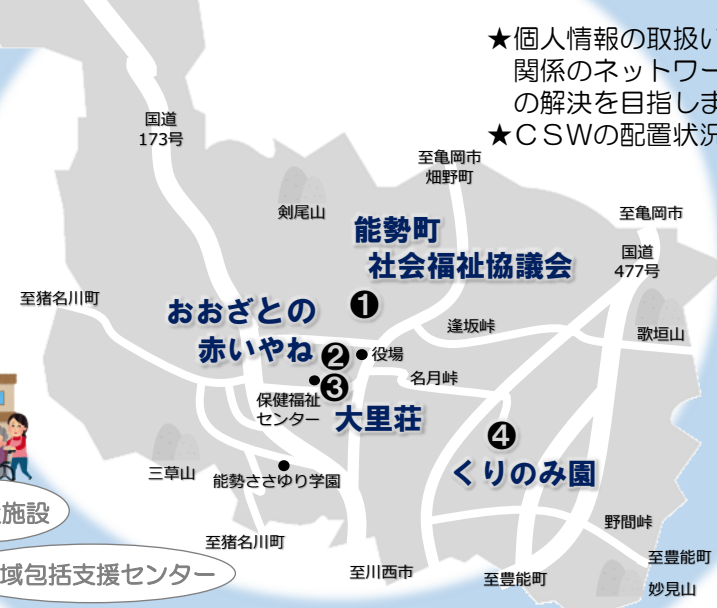 ★個人情報の取扱い
関係のネットワー
の解決を目指しま
★ＣＳＷの配置状況
国道
173号
至亀岡市
畑野町
剣尾山
至亀岡市
能勢町
社会福祉協議会
国道
477号
至猪名川町
❶
おおざとの
赤いやね
逢坂峠
歌垣山
❷
役場
❸
名月峠
保健福祉
センター
大里荘
❹
くりのみ園
三草山
能勢ささゆり学園
施設
野間峠
至猪名川町
至豊能町
域包括支援センター
至川西市
至豊能町
妙見山